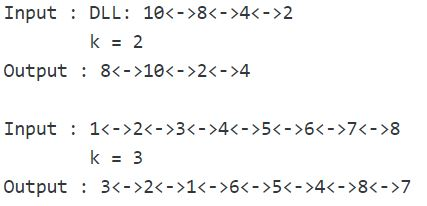 Input : DLL: 10<->8<->4<->2
k = 2
Output : 8<->10<->2<->4
Input : 1<->2<->3<->4<->5<->6<->7<->8
k = 3
Output : 3<->2<->1<->6<->5<->4<->8<->7